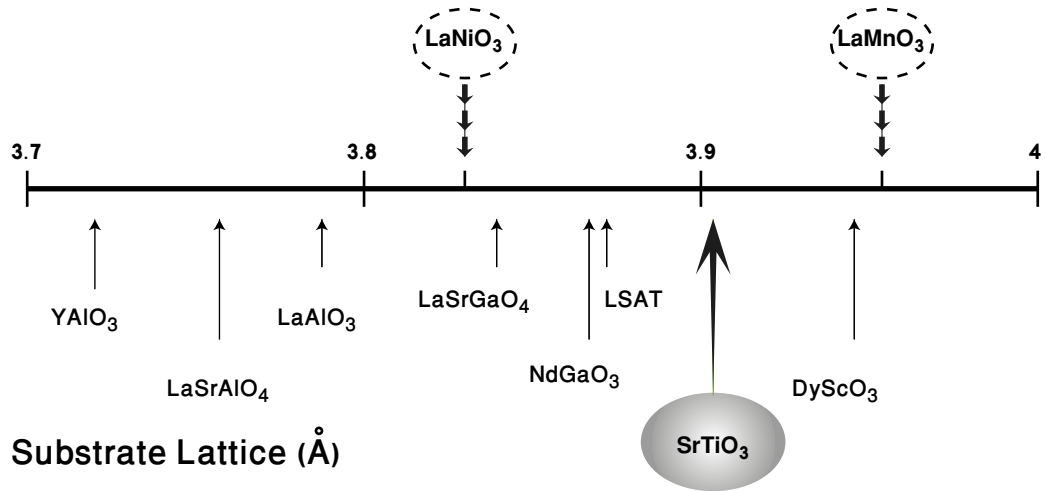 LaNiO₃ LaMnO₃
3.7 3.8 3.9 4
YAlO₃ LaAlO₃ LaSrGaO₄ LSAT
LaSrAlO₄ NdGaO₃ DyScO₃
SrTiO₃
Substrate Lattice (Å)